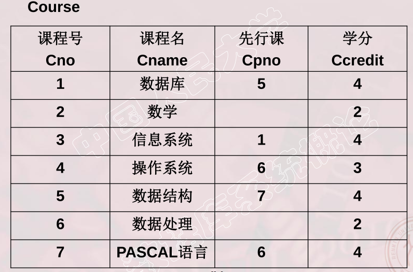 Course
课程号 课程名 先行课 学分
Cno Cname Cpno Ccredit
1 数据库 5 4
2 数学 2
3 信息系统 1 4
4 操作系统 6 3
5 数据结构 7 4
6 数据处理 2
7 PASCAL语言 6 4